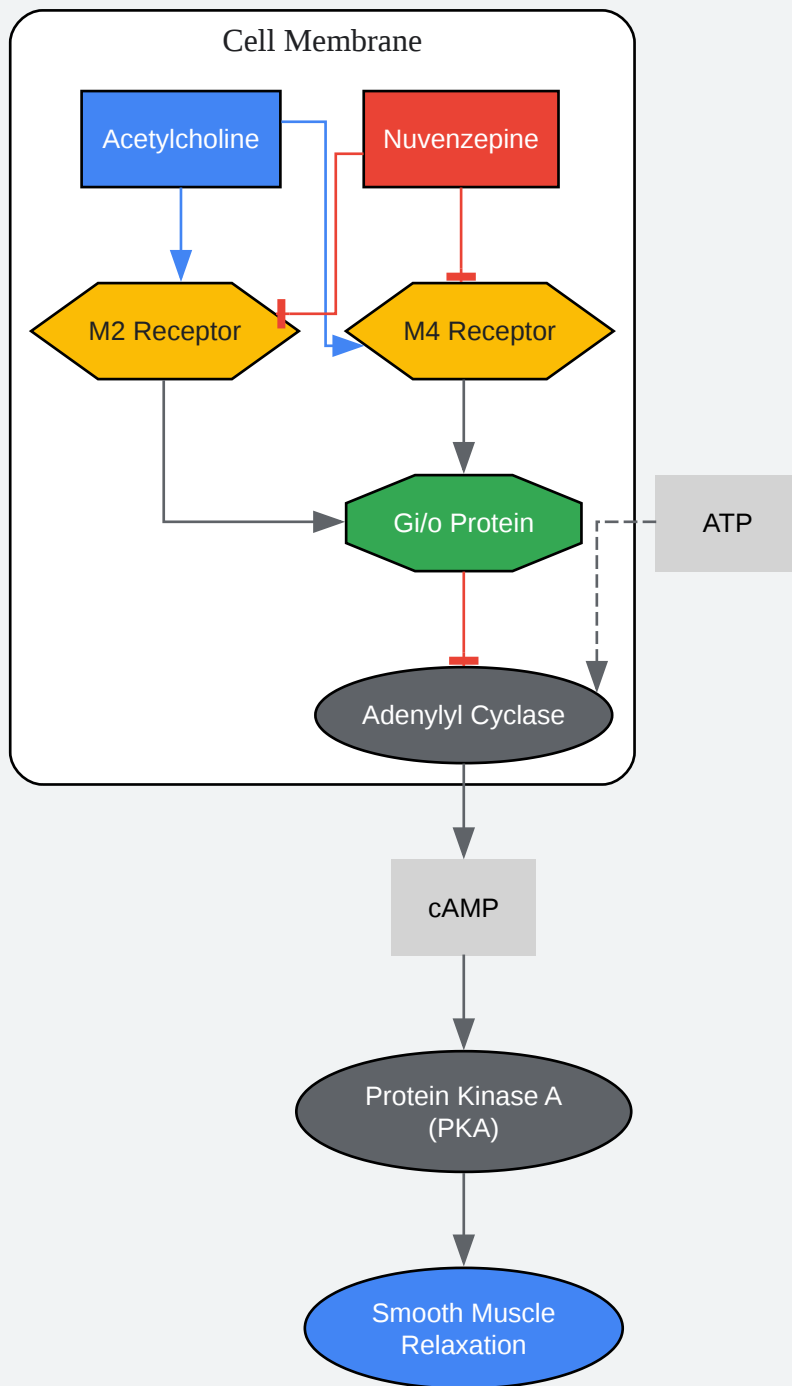 Cell Membrane
Acetylcholine
Nuvenzepine
M2 Receptor
M4 Receptor
Gi/o Protein
ATP
Adenylyl Cyclase
cAMP
Protein Kinase A
(PKA)
Smooth Muscle
Relaxation